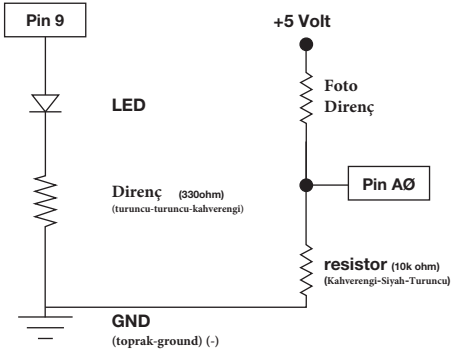 Pin 9
+5 Volt
Foto
Direnç
LED
Direnç (330ohm)
(turuncu-turuncu-kahverengi)
Pin AØ
resistor (10k ohm)
(Kahverengi-Siyah-Turuncu)
GND
(toprak-ground) (-)